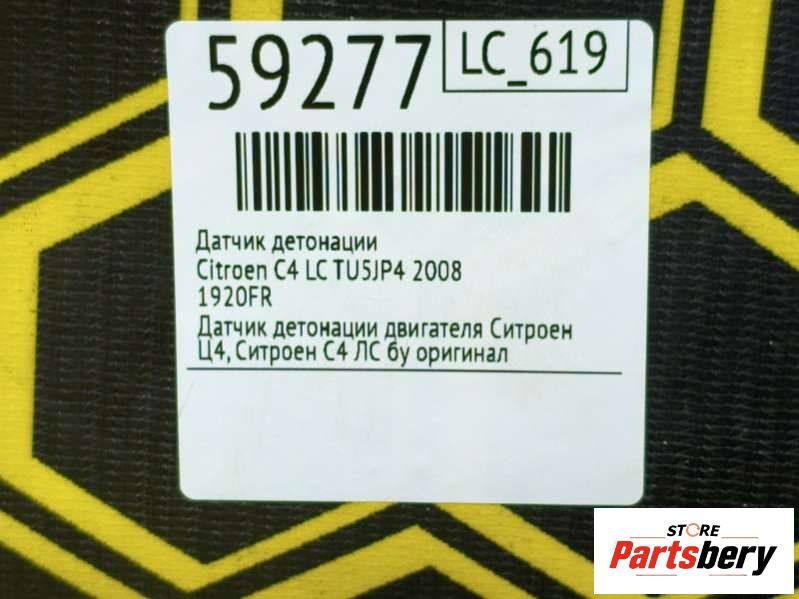 59277
LC_619
Датчик детонации
Citroen C4 LC TU5JP4 2008
1920FR
Датчик детонации двигателя Ситроен
Ц4, Ситроен С4 ЛС бу оригинал
STORE
Partsbery